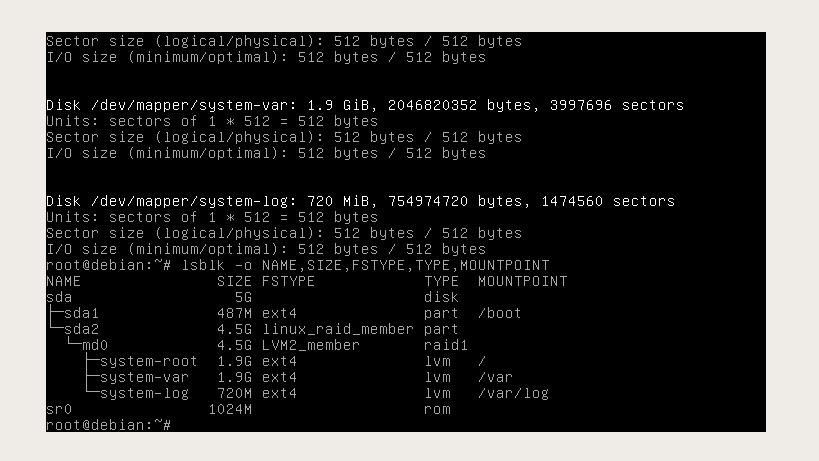 Sector size (logical/physical): 512 bytes / 512 bytes
I/O size (minimum/optimal): 512 bytes / 512 bytes
Disk /dev/mapper/system-var: 1.9 GiB, 2046820352 bytes, 3997696 sectors
Units: sectors of 1 * 512 = 512 bytes
Sector size (logical/physical): 512 bytes / 512 bytes
I/O size (minimum/optimal): 512 bytes / 512 bytes
Disk /dev/mapper/system-log: 720 MiB, 754974720 bytes, 1474560 sectors
Units: sectors of 1 * 512 = 512 bytes
Sector size (logical/physical): 512 bytes / 512 bytes
I/O size (minimum/optimal): 512 bytes / 512 bytes
root@debian:~# lsblk -o NAME,SIZE,FSTYPE,TYPE,MOUNTPOINT
NAME                SIZE FSTYPE            TYPE  MOUNTPOINT
sda                   5G                   disk
├─sda1              487M ext4              part  /boot
└─sda2              4.5G linux_raid_member part
  └─md0             4.5G LVM2_member       raid1
    ├─system-root   1.9G ext4              lvm   /
    ├─system-var    1.9G ext4              lvm   /var
    └─system-log    720M ext4              lvm   /var/log
sr0                1024M                   rom
root@debian:~#